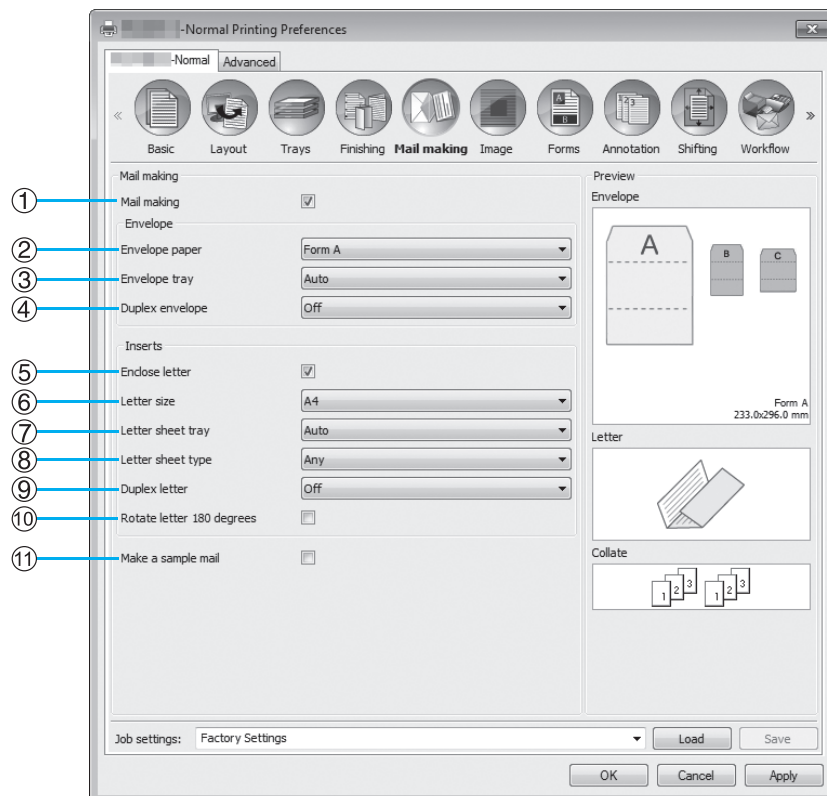 -Normal Printing Preferences
-Normal Advanced
« Basic Layout Trays Finishing Mail making Image Forms Annotation Shifting Workflow »
Mail making
① Mail making
Envelope
② Envelope paper Form A
③ Envelope tray Auto
④ Duplex envelope Off
Inserts
⑤ Enclose letter
⑥ Letter size A4
⑦ Letter sheet tray Auto
⑧ Letter sheet type Any
⑨ Duplex letter Off
⑩ Rotate letter 180 degrees
⑪ Make a sample mail
Preview
Envelope
A B C
Form A
233.0x296.0 mm
Letter
Collate
1 2 3 1 2 3
Job settings: Factory Settings Load Save
OK Cancel Apply